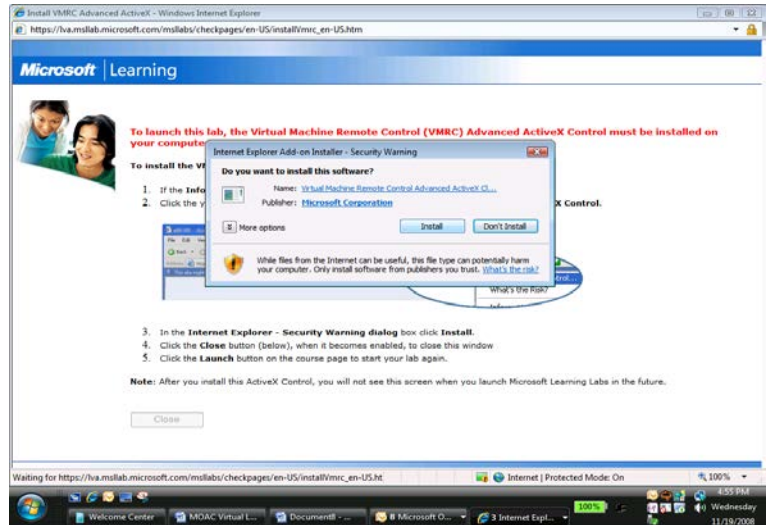 Install VMRC Advanced ActiveX - Windows Internet Explorer
https://lva.msllab.microsoft.com/msllabs/checkpages/en-US/installVmrc_en-US.htm
Microsoft Learning
To launch this lab, the Virtual Machine Remote Control (VMRC) Advanced ActiveX Control must be installed on
your compute
To install the
1. If the Info
2. Click the y
X Control.
Internet Explorer Add-on Installer - Security Warning
Do you want to install this software?
Name: Virtual Machine Remote Control Advanced ActiveX Cl...
Publisher: Microsoft Corporation
More options
Install
Don't Install
While files from the Internet can be useful, this file type can potentially harm
your computer. Only install software from publishers you trust. What's the risk?
What's the Risk?
3. In the Internet Explorer - Security Warning dialog box click Install.
4. Click the Close button (below), when it becomes enabled, to close this window
5. Click the Launch button on the course page to start your lab again.
Note: After you install this ActiveX Control, you will not see this screen when you launch Microsoft Learning Labs in the future.
Close
Waiting for https://lva.msllab.microsoft.com/msllabs/checkpages/en-US/installVmrc_en-US.ht
Internet | Protected Mode: On
100%
Welcome Center
MOAC Virtual L...
Document8 - ...
8 Microsoft O...
3 Internet Expl...
100%
4:55 PM
Wednesday
11/19/2008